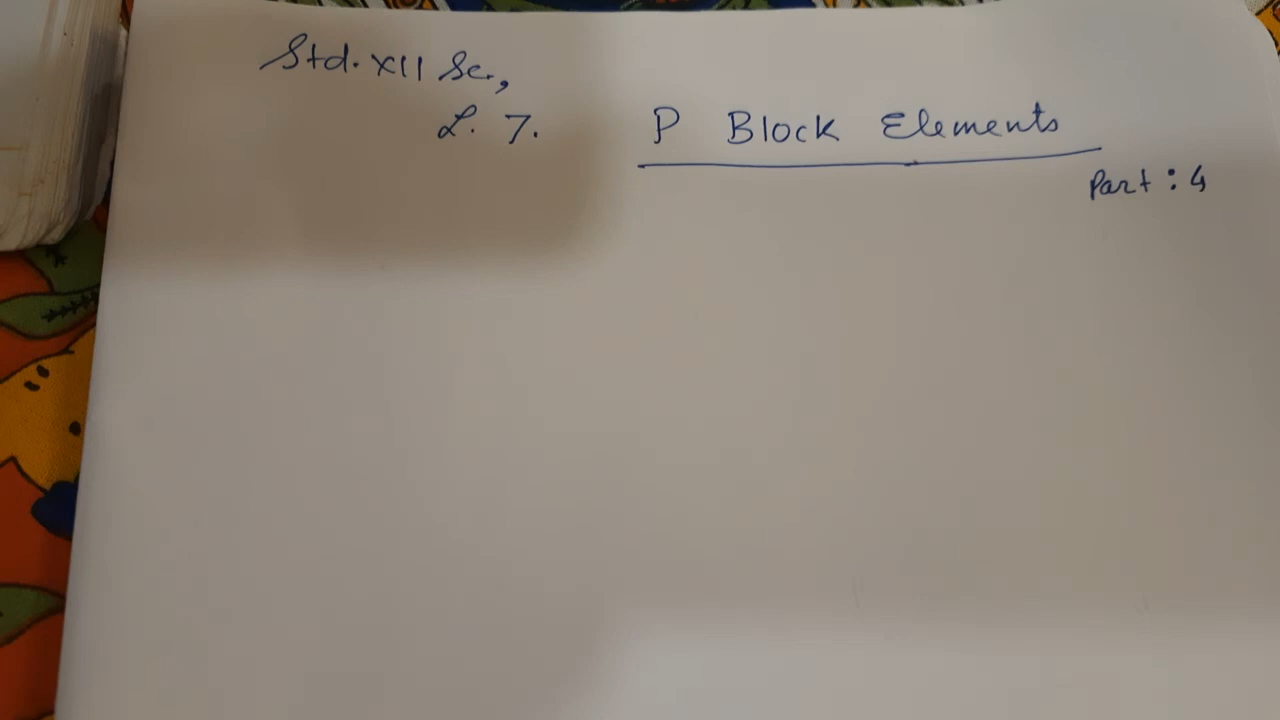 Std. XII Sc.,
L. 7. P Block Elements
Part : 4